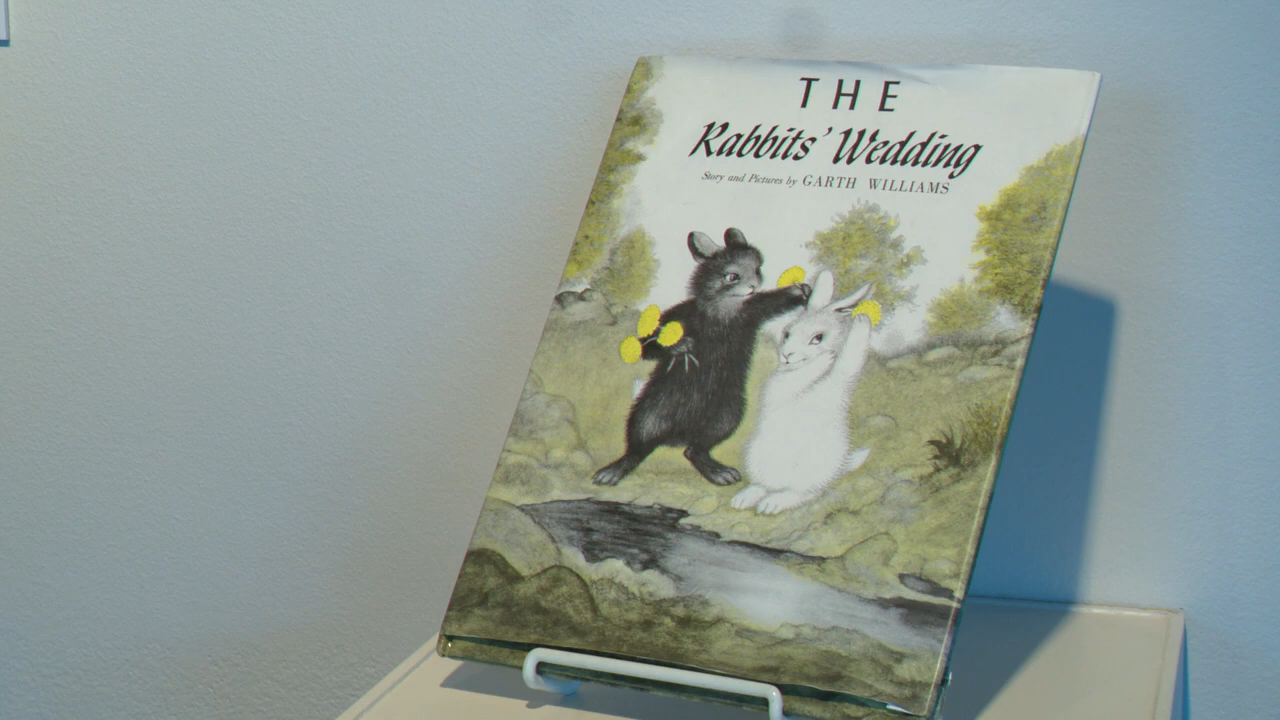 THE
Rabbits' Wedding
Story and Pictures by GARTH WILLIAMS